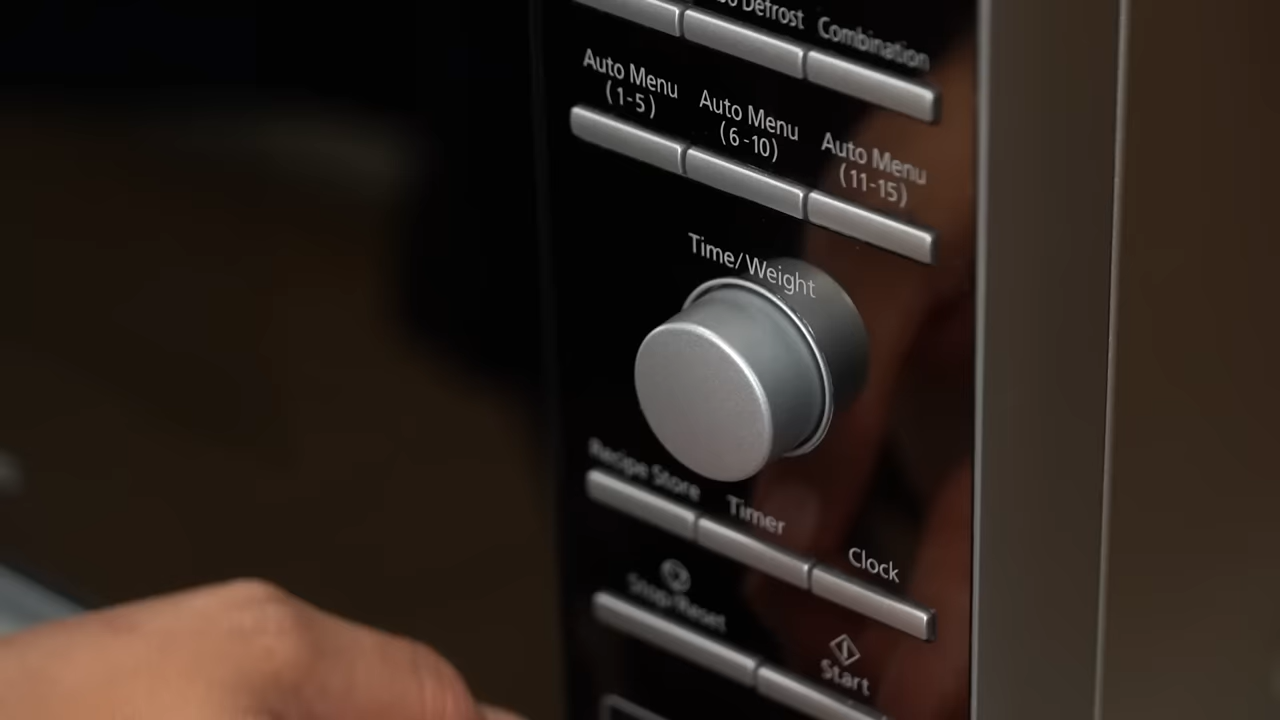 Defrost
Combination
Auto Menu
(1-5)
Auto Menu
(6-10)
Auto Menu
(11-15)
Time/Weight
Recipe Store
Timer
Clock
Stop/Reset
Start